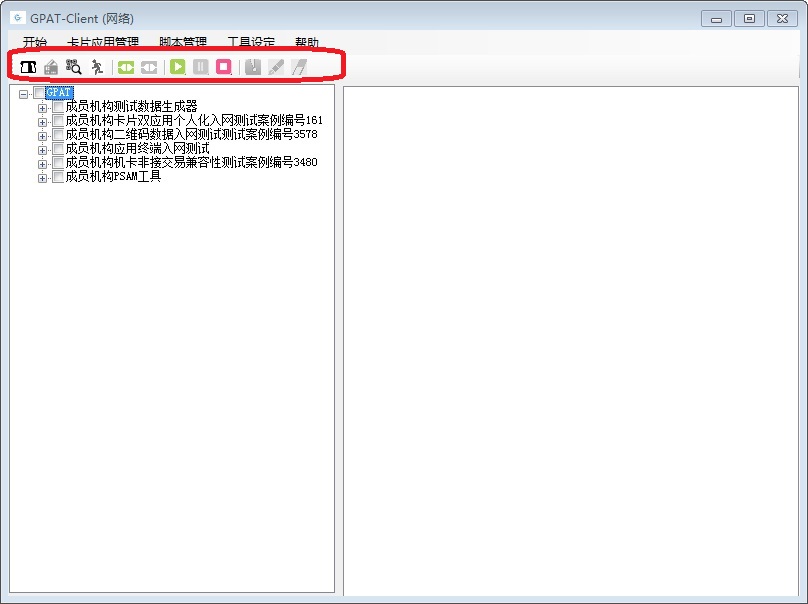 GPAT-Client (网络)
开始 卡片应用管理 脚本管理 工具设定 帮助
GPAT
成员机构测试数据生成器
成员机构卡片双应用个人化入网测试案例编号161
成员机构二维码数据入网测试测试案例编号3578
成员机构应用终端入网测试
成员机构机卡非接交易兼容性测试案例编号3480
成员机构PSAM工具